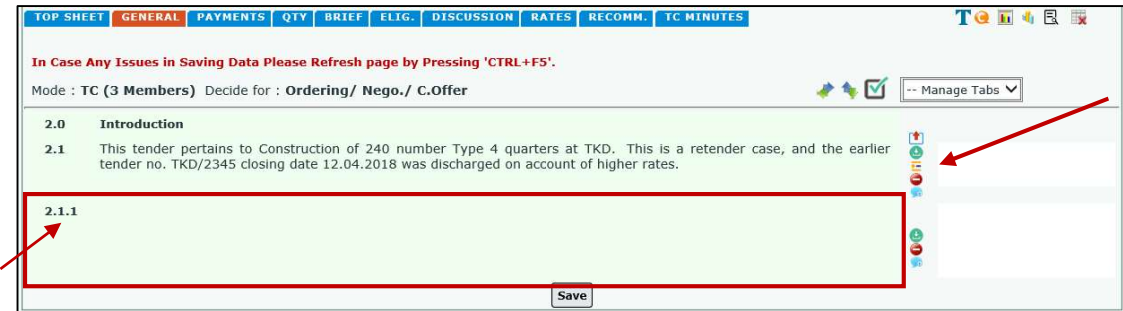 TOP SHEET GENERAL PAYMENTS QTY BRIEF ELIG. DISCUSSION RATES RECOMM. TC MINUTES
In Case Any Issues in Saving Data Please Refresh page by Pressing 'CTRL+F5'.
Mode : TC (3 Members) Decide for : Ordering/ Nego./ C.Offer
-- Manage Tabs
2.0 Introduction
2.1 This tender pertains to Construction of 240 number Type 4 quarters at TKD. This is a retender case, and the earlier
tender no. TKD/2345 closing date 12.04.2018 was discharged on account of higher rates.
2.1.1
Save